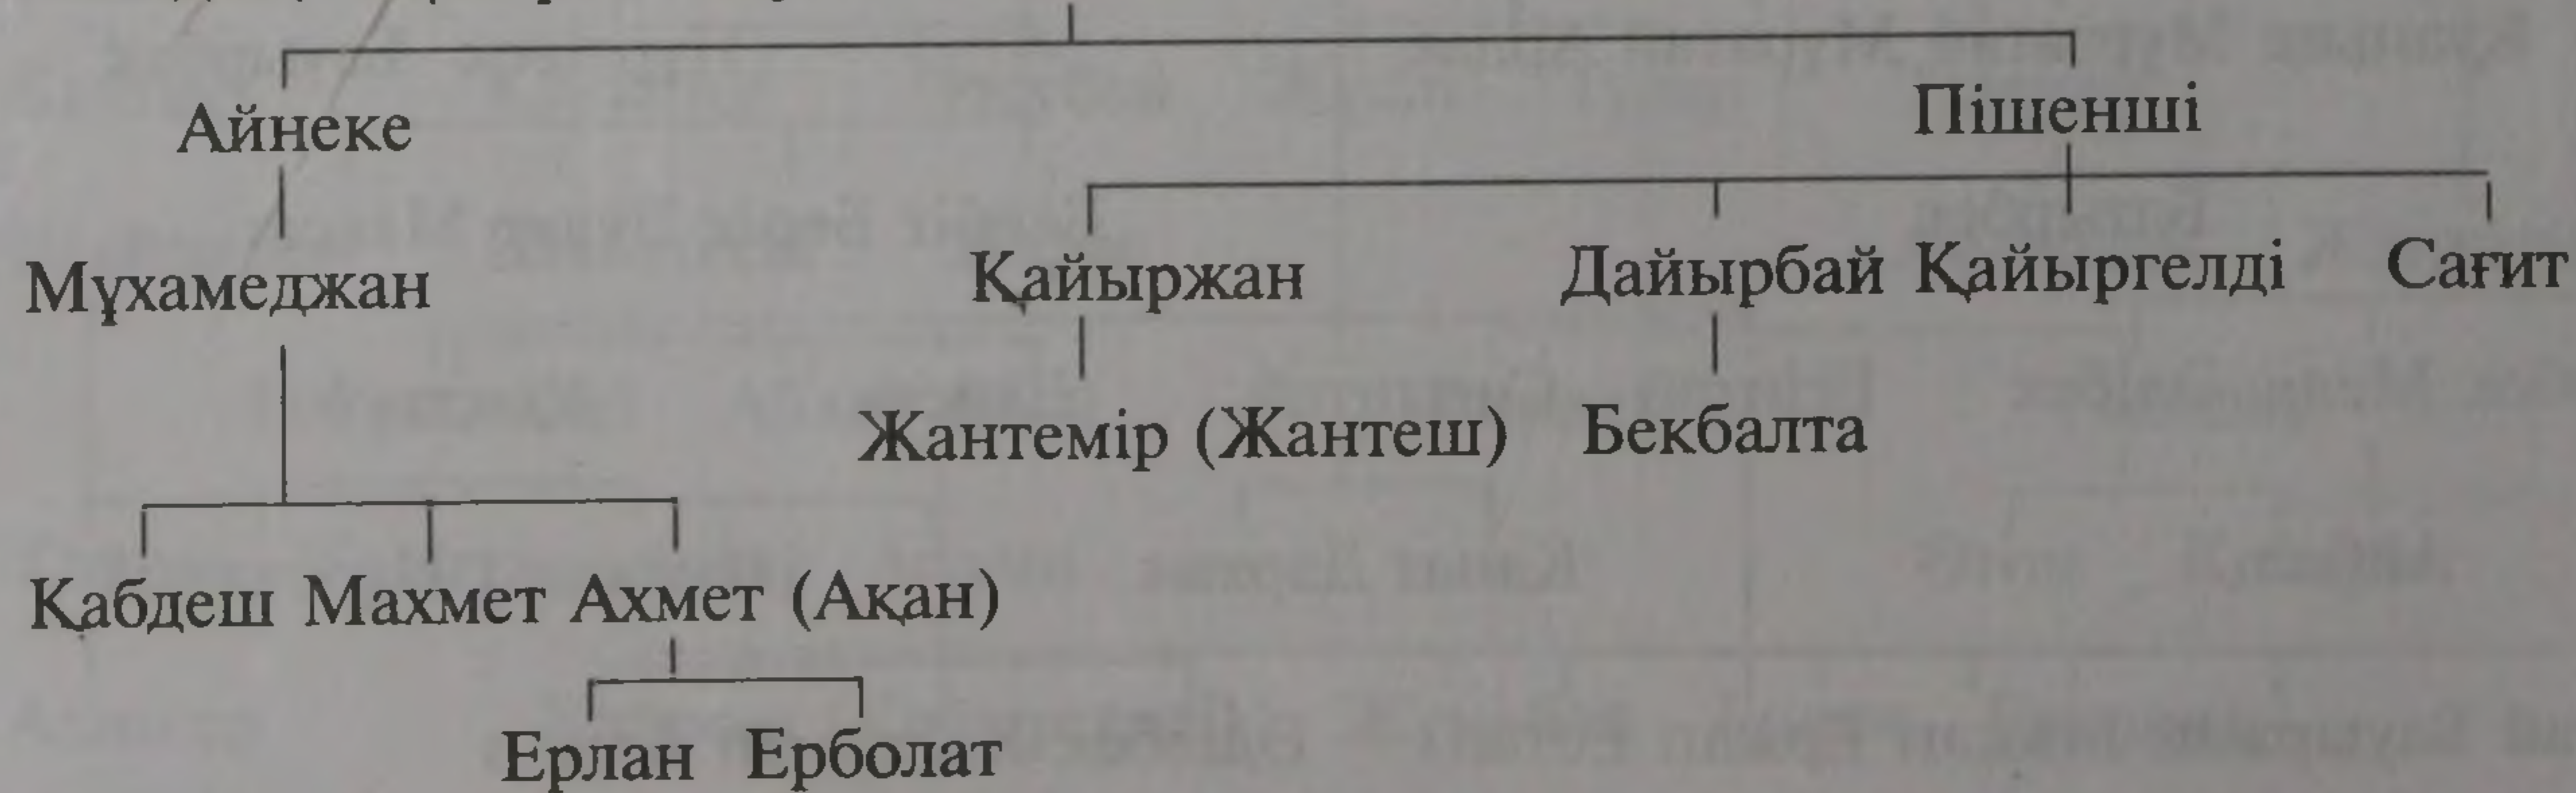 Айнеке Пішенші
Мұхамеджан Қайыржан Дайырбай Қайыргелді Сағит
Жантемір (Жантеш) Бекбалта
Қабдеш Махмет Ахмет (Ақан)
Ерлан Ерболат